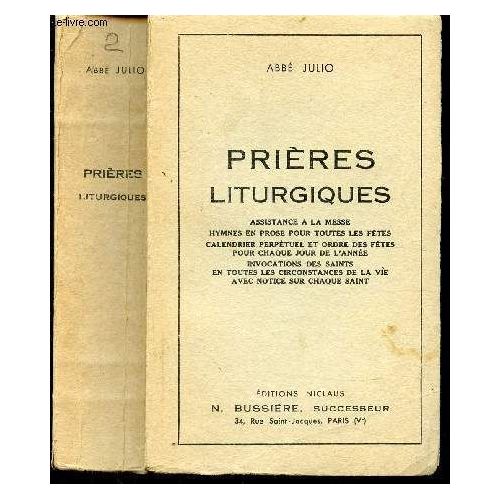 e-livre.com
2
ABBÉ JULIO
PRIÈRES
LITURGIQUES
ABBÉ JULIO
PRIÈRES
LITURGIQUES
ASSISTANCE A LA MESSE
HYMNES EN PROSE POUR TOUTES LES FÊTES
CALENDRIER PERPÉTUEL ET ORDRE DES FÊTES
POUR CHAQUE JOUR DE L'ANNÉE
INVOCATIONS DES SAINTS
EN TOUTES LES CIRCONSTANCES DE LA VIE
AVEC NOTICE SUR CHAQUE SAINT
ÉDITIONS NICLAUS
N. BUSSIÈRE, SUCCESSEUR
34, Rue Saint-Jacques, PARIS (Ve)